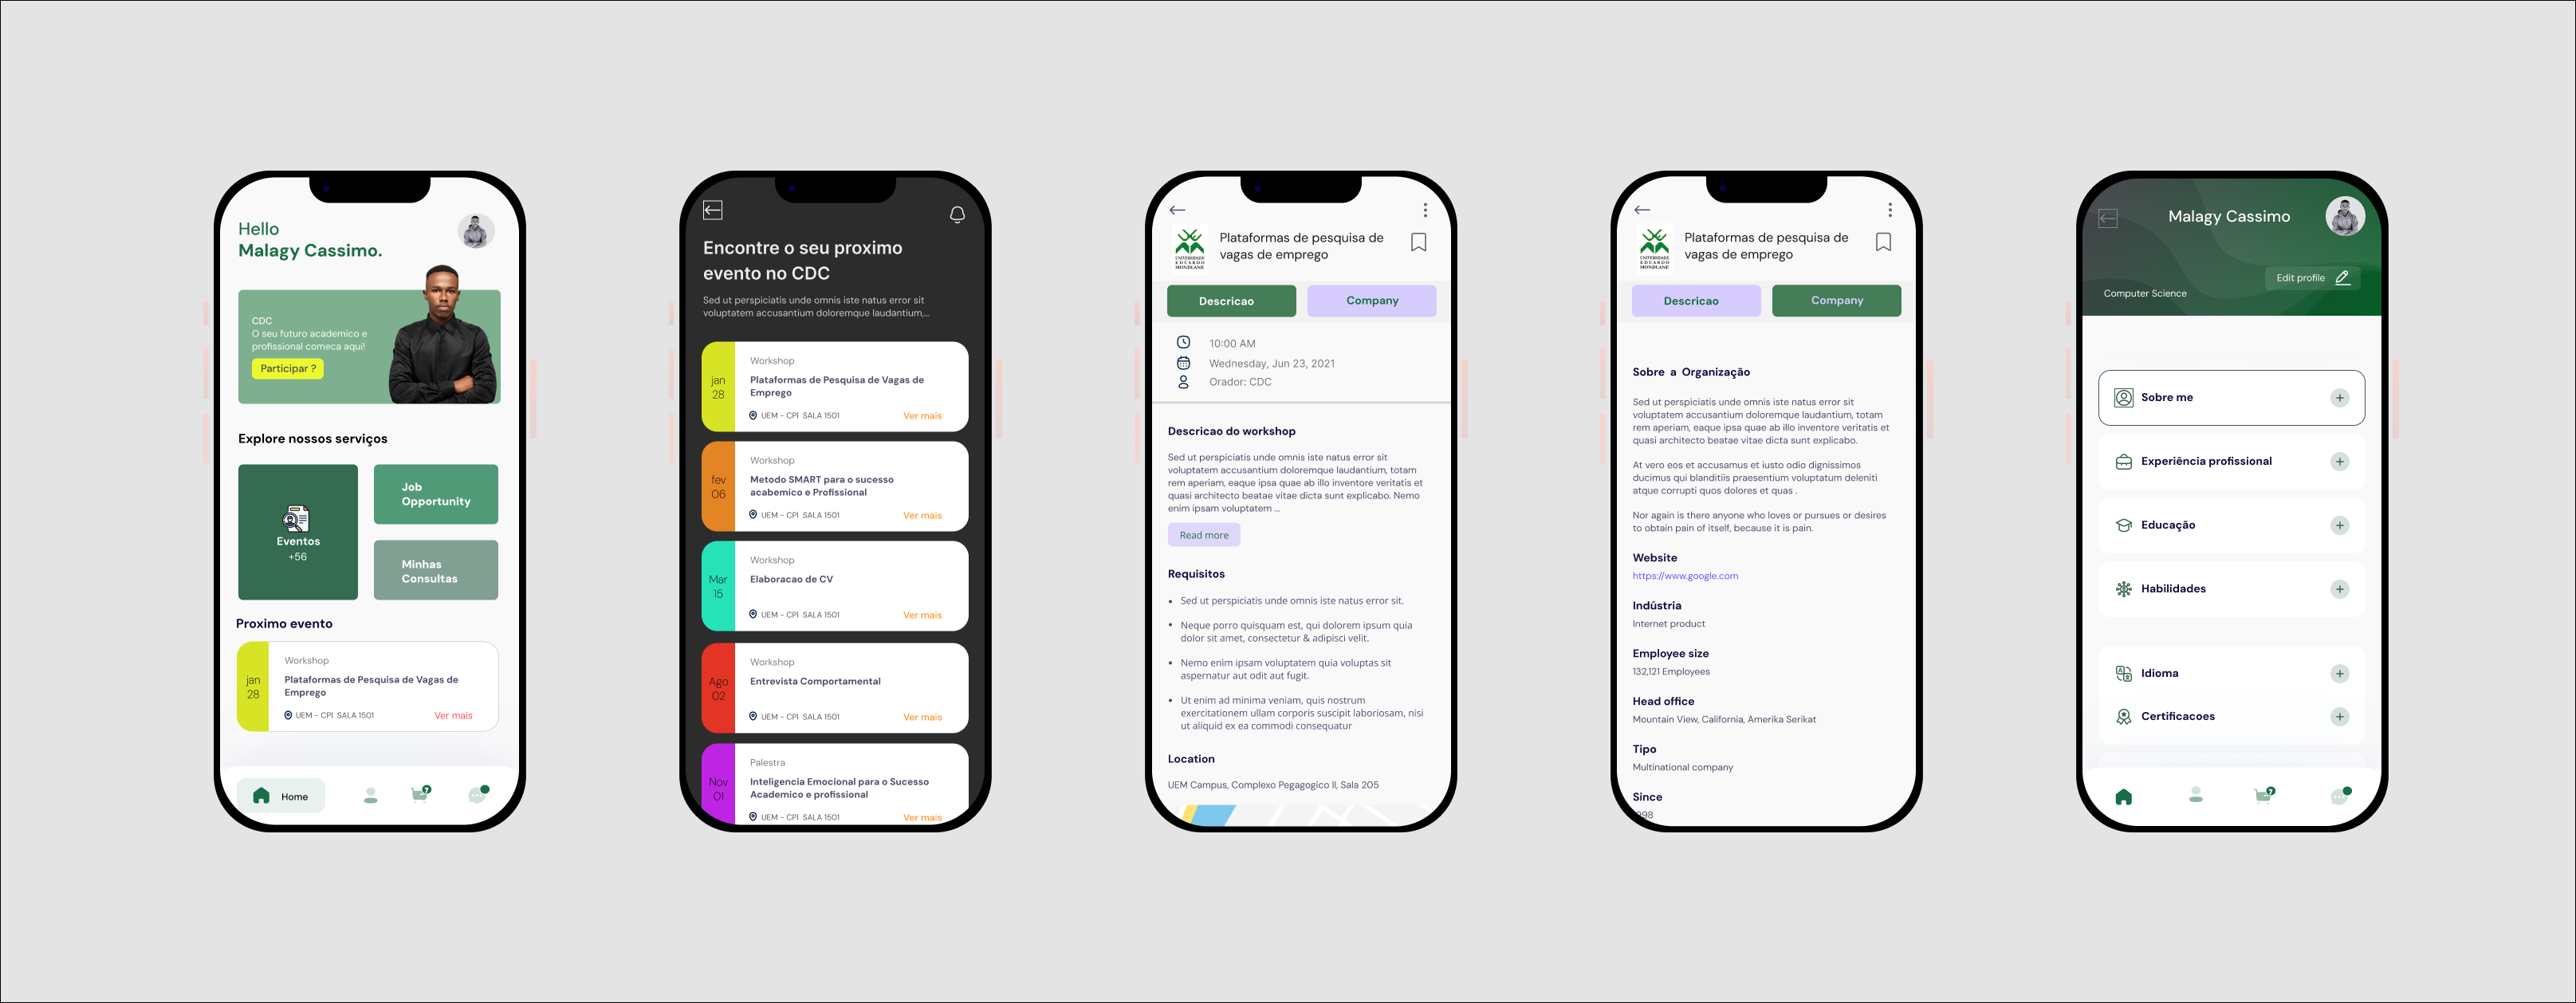 Hello
Malagy Cassimo.
CDC
O seu futuro academico e
profissional comeca aqui!
Participar ?
Explore nossos serviços
Eventos
+56
Job
Opportunity
Minhas
Consultas
Proximo evento
jan
28
Workshop
Plataformas de Pesquisa de Vagas de
Emprego
UEM - CPI SALA 1501
Ver mais
Home
7
Encontre o seu proximo
evento no CDC
Sed ut perspiciatis unde omnis iste natus error sit
voluptatem accusantium doloremque laudantium,...
jan
28
Workshop
Plataformas de Pesquisa de Vagas de
Emprego
UEM - CPI SALA 1501
Ver mais
fev
06
Workshop
Metodo SMART para o sucesso
acabemico e Profissional
UEM - CPI SALA 1501
Ver mais
Mar
15
Workshop
Elaboracao de CV
UEM - CPI SALA 1501
Ver mais
Ago
02
Workshop
Entrevista Comportamental
UEM - CPI SALA 1501
Ver mais
Nov
01
Palestra
Inteligencia Emocional para o Sucesso
Academico e profissional
UEM - CPI SALA 1501
Ver mais
UNIVERSIDADE
EDUARDO
MONDLANE
Plataformas de pesquisa de
vagas de emprego
Descricao
Company
10:00 AM
Wednesday, Jun 23, 2021
Orador: CDC
Descricao do workshop
Sed ut perspiciatis unde omnis iste natus error sit
voluptatem accusantium doloremque laudantium, totam
rem aperiam, eaque ipsa quae ab illo inventore veritatis et
quasi architecto beatae vitae dicta sunt explicabo. Nemo
enim ipsam voluptatem ...
Read more
Requisitos
• Sed ut perspiciatis unde omnis iste natus error sit.
• Neque porro quisquam est, qui dolorem ipsum quia
dolor sit amet, consectetur & adipisci velit.
• Nemo enim ipsam voluptatem quia voluptas sit
aspernatur aut odit aut fugit.
• Ut enim ad minima veniam, quis nostrum
exercitationem ullam corporis suscipit laboriosam, nisi
ut aliquid ex ea commodi consequatur
Location
UEM Campus, Complexo Pegagogico II, Sala 205
UNIVERSIDADE
EDUARDO
MONDLANE
Plataformas de pesquisa de
vagas de emprego
Descricao
Company
Sobre a Organização
Sed ut perspiciatis unde omnis iste natus error sit
voluptatem accusantium doloremque laudantium, totam
rem aperiam, eaque ipsa quae ab illo inventore veritatis et
quasi architecto beatae vitae dicta sunt explicabo.
At vero eos et accusamus et iusto odio dignissimos
ducimus qui blanditiis praesentium voluptatum deleniti
atque corrupti quos dolores et quas .
Nor again is there anyone who loves or pursues or desires
to obtain pain of itself, because it is pain.
Website
https://www.google.com
Indústria
Internet product
Employee size
132,121 Employees
Head office
Mountain View, California, Amerika Serikat
Tipo
Multinational company
Since
998
Malagy Cassimo
Edit profile
Computer Science
Sobre me
Experiência profissional
Educação
Habilidades
Idioma
Certificacoes
7